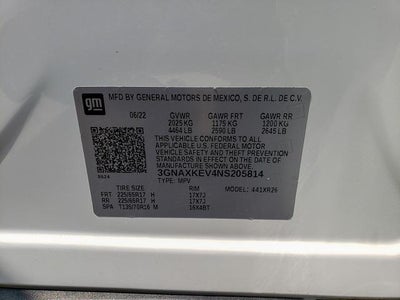 gm
MFD BY GENERAL MOTORS DE MEXICO, S. DE R.L. DE C.V.
06/22 GVWR GAWR FRT GAWR RR
2025 KG 1175 KG 1200 KG
4464 LB 2590 LB 2645 LB
THIS VEHICLE CONFORMS TO ALL
APPLICABLE U.S. FEDERAL MOTOR
VEHICLE SAFETY AND THEFT
PREVENTION STANDARDS IN
EFFECT ON THE DATE OF
MANUFACTURE SHOWN ABOVE.
3GNAXKEV4NS205814
TYPE: MPV 441XR26
TIRE SIZE RIM
FRT 225/65R17 H 17X7J
RR 225/65R17 H 17X7J
SPA T135/70R16 M 16X4BT